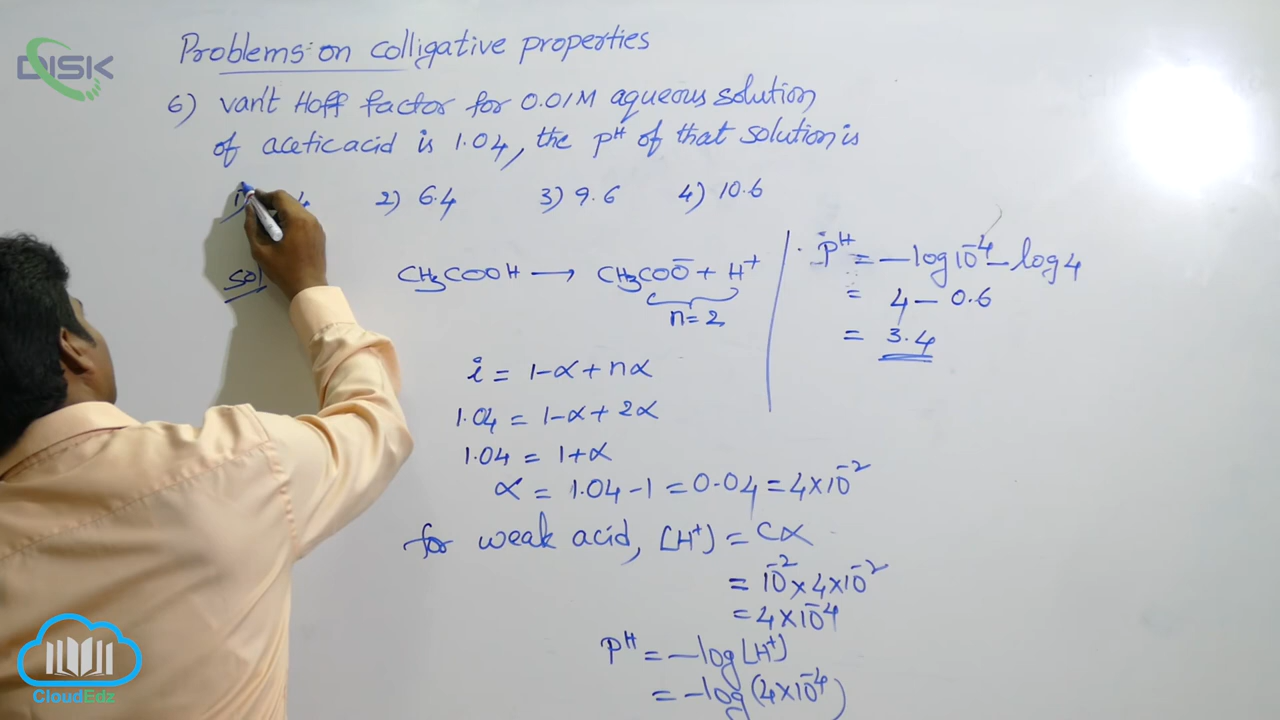 DISK
Problems on colligative properties
6) van't Hoff factor for 0.01M aqueous solution
of acetic acid is 1.04, the PH of that solution is
2) 6.4 3) 9.6 4) 10.6
Sol
CH3COOH → CH3COO⁻ + H⁺
n=2
i = 1-α + nα
1.04 = 1-α + 2α
1.04 = 1+α
α = 1.04-1 = 0.04 = 4×10⁻²
for weak acid, [H⁺] = Cα
= 10⁻² × 4×10⁻²
= 4×10⁻⁴
PH = -log[H⁺]
= -log(4×10⁻⁴)
PH = -log10⁻⁴ - log4
= 4 - 0.6
= 3.4
CloudEdz